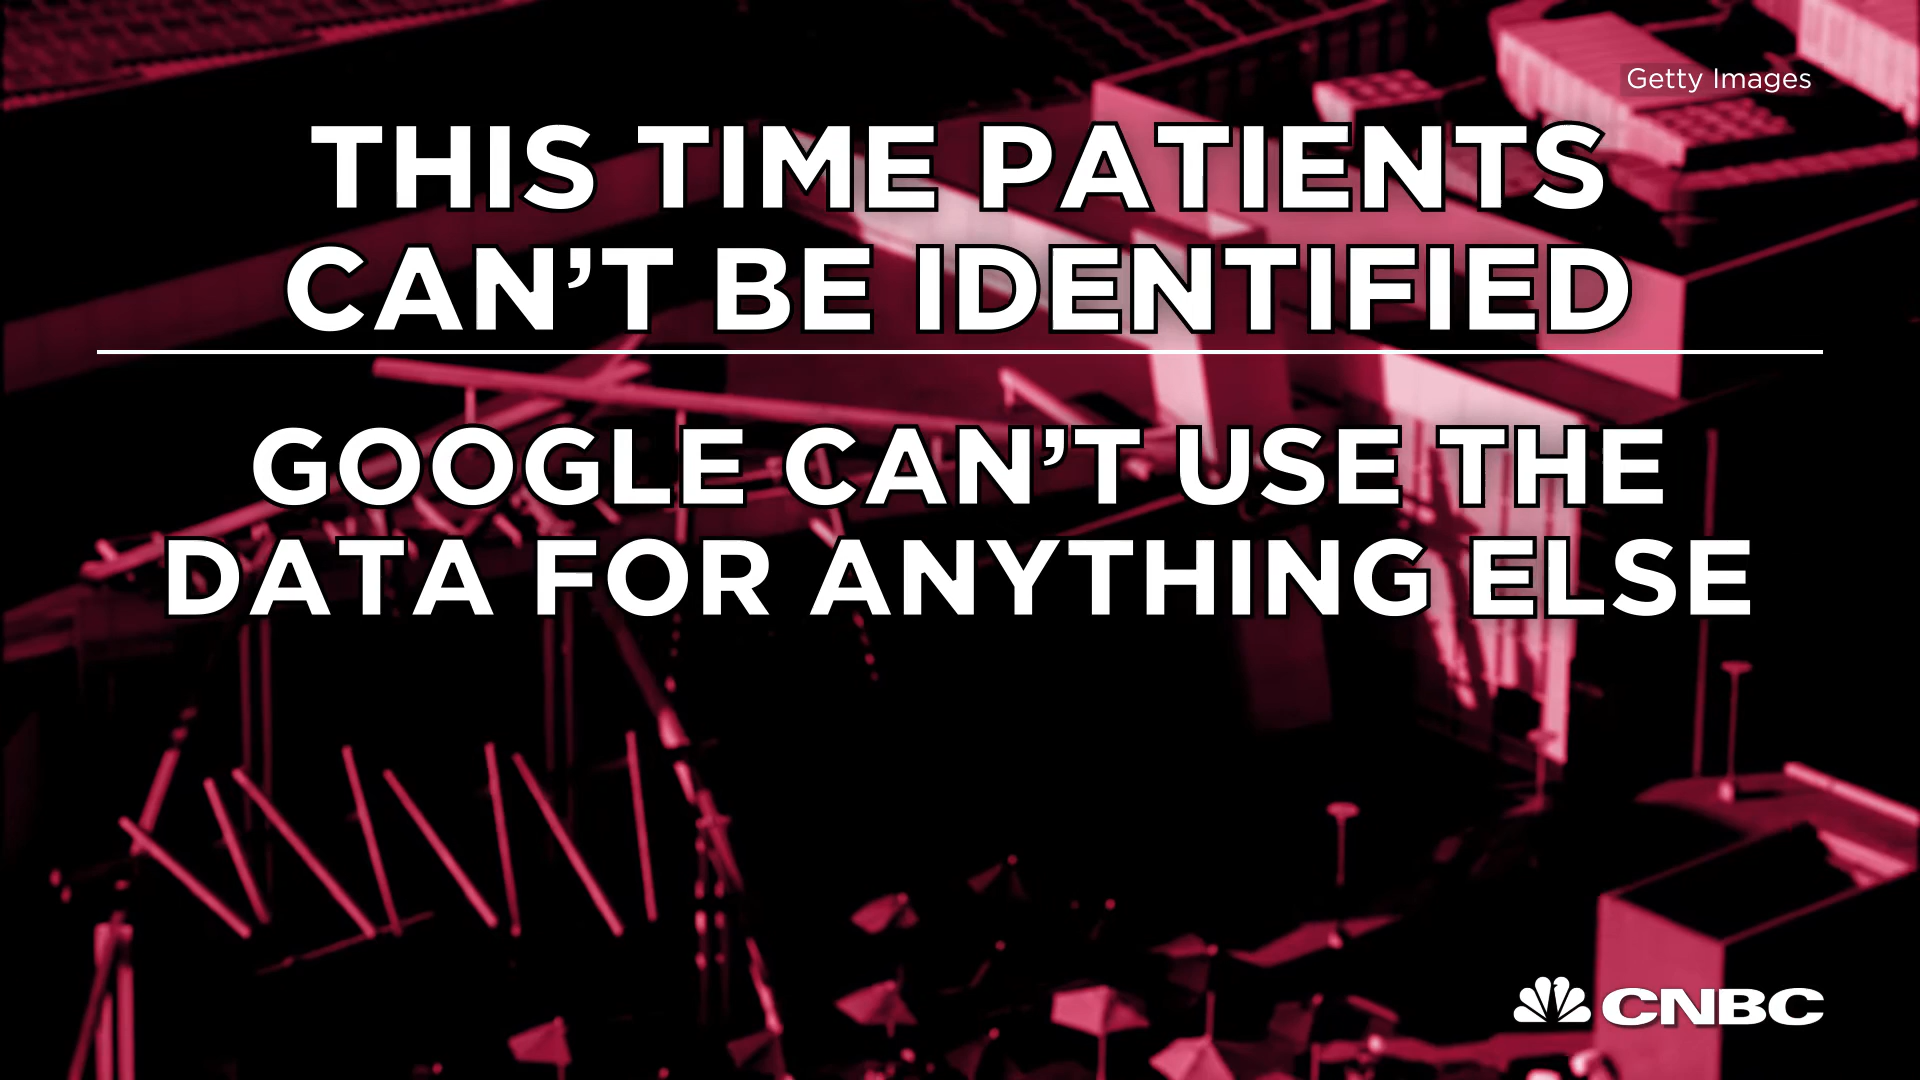 Getty Images
THIS TIME PATIENTS
CAN’T BE IDENTIFIED
GOOGLE CAN’T USE THE
DATA FOR ANYTHING ELSE
CNBC